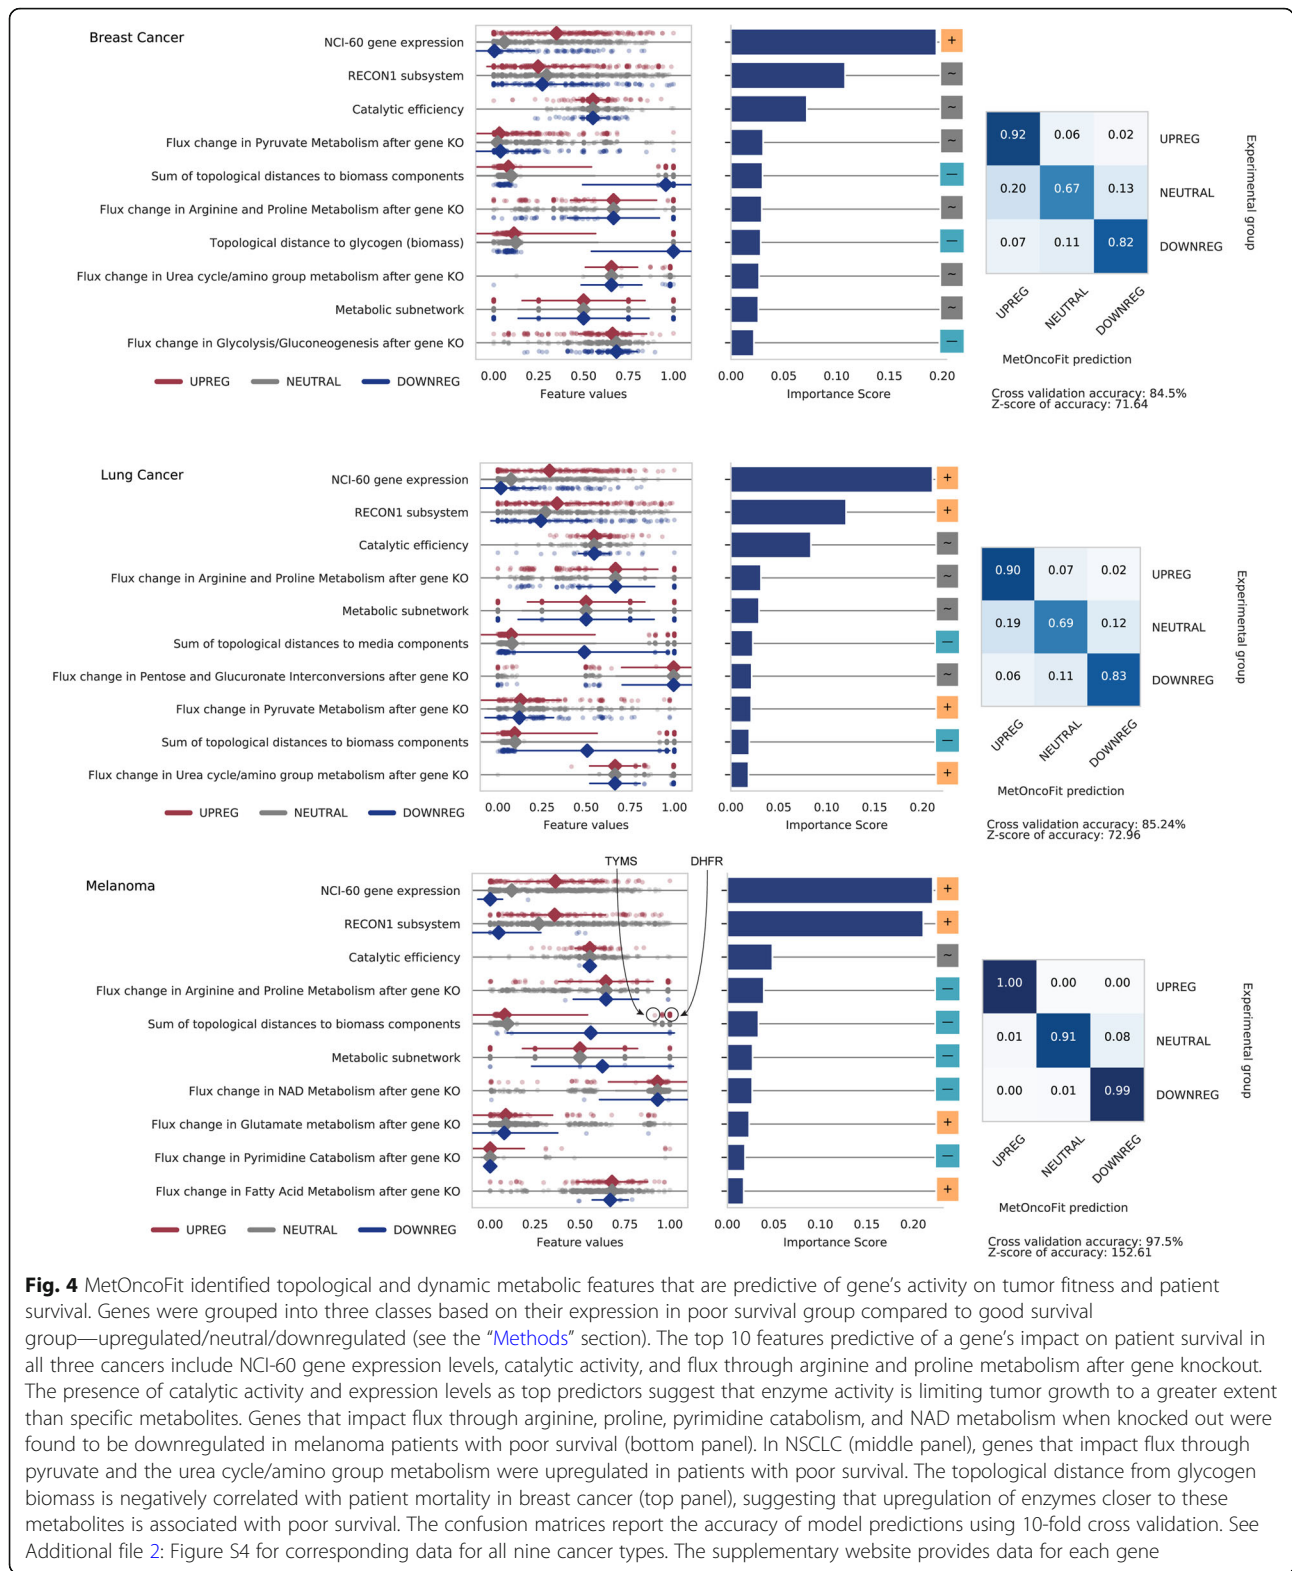 Breast Cancer
NCI-60 gene expression
RECON1 subsystem
Catalytic efficiency
Flux change in Pyruvate Metabolism after gene KO
Sum of topological distances to biomass components
Flux change in Arginine and Proline Metabolism after gene KO
Topological distance to glycogen (biomass)
Flux change in Urea cycle/amino group metabolism after gene KO
Metabolic subnetwork
Flux change in Glycolysis/Gluconeogenesis after gene KO
UPREG NEUTRAL DOWNREG
0.00 0.25 0.50 0.75 1.00
Feature values
+
~
~
~
—
~
—
~
~
—
0.00 0.05 0.10 0.15 0.20
Importance Score
0.92 0.06 0.02 UPREG
0.20 0.67 0.13 NEUTRAL
0.07 0.11 0.82 DOWNREG
Experimental group
UPREG NEUTRAL DOWNREG
MetOncoFit prediction
Cross validation accuracy: 84.5%
Z-score of accuracy: 71.64
Lung Cancer
NCI-60 gene expression
RECON1 subsystem
Catalytic efficiency
Flux change in Arginine and Proline Metabolism after gene KO
Metabolic subnetwork
Sum of topological distances to media components
Flux change in Pentose and Glucuronate Interconversions after gene KO
Flux change in Pyruvate Metabolism after gene KO
Sum of topological distances to biomass components
Flux change in Urea cycle/amino group metabolism after gene KO
UPREG NEUTRAL DOWNREG
0.00 0.25 0.50 0.75 1.00
Feature values
+
+
~
~
~
—
~
+
—
+
0.00 0.05 0.10 0.15 0.20
Importance Score
0.90 0.07 0.02 UPREG
0.19 0.69 0.12 NEUTRAL
0.06 0.11 0.83 DOWNREG
Experimental group
UPREG NEUTRAL DOWNREG
MetOncoFit prediction
Cross validation accuracy: 85.24%
Z-score of accuracy: 72.96
TYMS DHFR
Melanoma
NCI-60 gene expression
RECON1 subsystem
Catalytic efficiency
Flux change in Arginine and Proline Metabolism after gene KO
Sum of topological distances to biomass components
Metabolic subnetwork
Flux change in NAD Metabolism after gene KO
Flux change in Glutamate metabolism after gene KO
Flux change in Pyrimidine Catabolism after gene KO
Flux change in Fatty Acid Metabolism after gene KO
UPREG NEUTRAL DOWNREG
0.00 0.25 0.50 0.75 1.00
Feature values
+
+
~
—
—
—
—
+
—
+
0.00 0.05 0.10 0.15 0.20
Importance Score
1.00 0.00 0.00 UPREG
0.01 0.91 0.08 NEUTRAL
0.00 0.01 0.99 DOWNREG
Experimental group
UPREG NEUTRAL DOWNREG
MetOncoFit prediction
Cross validation accuracy: 97.5%
Z-score of accuracy: 152.61
Fig. 4 MetOncoFit identified topological and dynamic metabolic features that are predictive of gene's activity on tumor fitness and patient
survival. Genes were grouped into three classes based on their expression in poor survival group compared to good survival
group—upregulated/neutral/downregulated (see the "Methods" section). The top 10 features predictive of a gene's impact on patient survival in
all three cancers include NCI-60 gene expression levels, catalytic activity, and flux through arginine and proline metabolism after gene knockout.
The presence of catalytic activity and expression levels as top predictors suggest that enzyme activity is limiting tumor growth to a greater extent
than specific metabolites. Genes that impact flux through arginine, proline, pyrimidine catabolism, and NAD metabolism when knocked out were
found to be downregulated in melanoma patients with poor survival (bottom panel). In NSCLC (middle panel), genes that impact flux through
pyruvate and the urea cycle/amino group metabolism were upregulated in patients with poor survival. The topological distance from glycogen
biomass is negatively correlated with patient mortality in breast cancer (top panel), suggesting that upregulation of enzymes closer to these
metabolites is associated with poor survival. The confusion matrices report the accuracy of model predictions using 10-fold cross validation. See
Additional file 2: Figure S4 for corresponding data for all nine cancer types. The supplementary website provides data for each gene